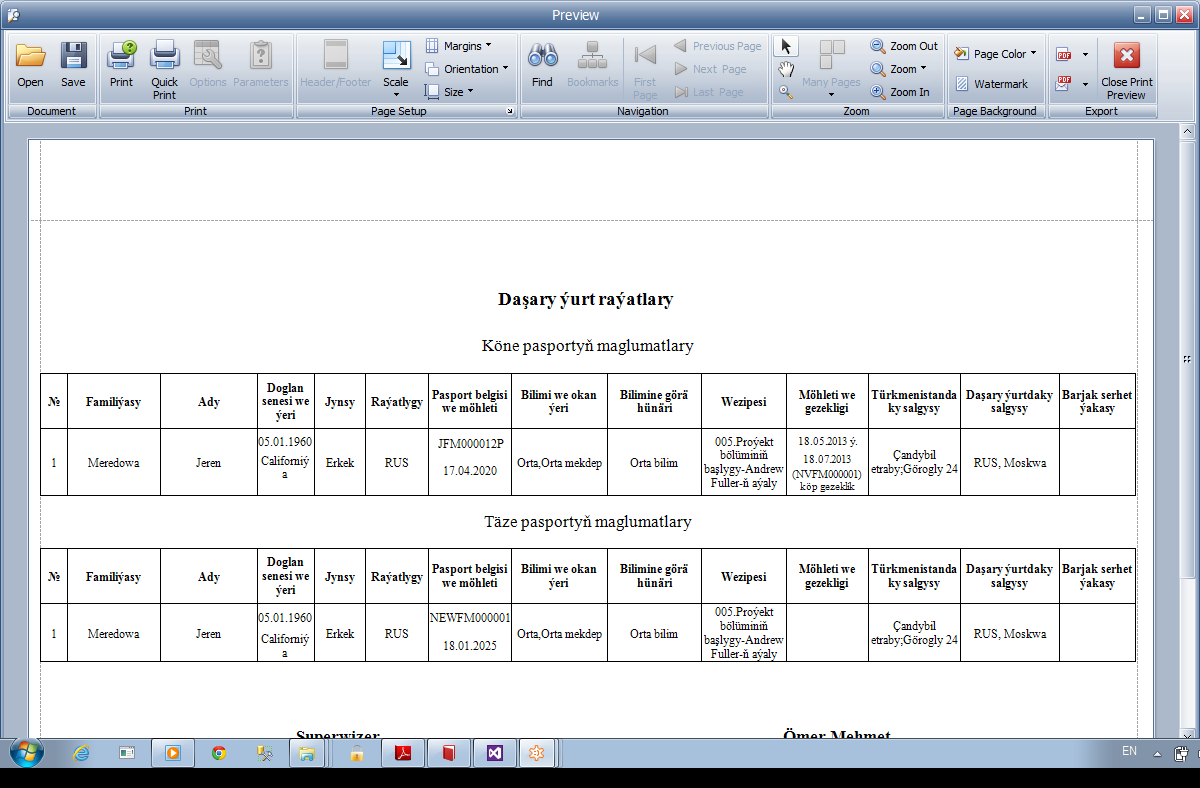 Preview
Open
Save
Document
Print
Quick Print
Options
Parameters
Print
Header/Footer
Scale
Margins
Orientation
Size
Page Setup
Find
Bookmarks
First Page
Previous Page
Next Page
Last Page
Navigation
Many Pages
Zoom Out
Zoom
Zoom In
Zoom
Page Color
Watermark
Page Background
PDF
PDF
Export
Close Print Preview
Daşary ýurt raýatlary
Köne pasportyň maglumatlary
№ Familiýasy Ady Doglan senesi we ýeri Jynsy Raýatlygy Pasport belgisi we möhleti Bilimi we okan ýeri Bilimine görä hünäri Wezipesi Möhleti we gezekligi Türkmenistanda ky salgysy Daşary ýurtdaky salgysy Barjak serhet ýakasy
1 Meredowa Jeren 05.01.1960 Californiý a Erkek RUS JFM000012P 17.04.2020 Orta,Orta mekdep Orta bilim 005.Proýekt bölüminiň başlygy-Andrew Fuller-ň aýaly 18.05.2013 ý. 18.07.2013 (NVFM000001) köp gezeklik Çandybil etraby;Görogly 24 RUS, Moskwa
Täze pasportyň maglumatlary
№ Familiýasy Ady Doglan senesi we ýeri Jynsy Raýatlygy Pasport belgisi we möhleti Bilimi we okan ýeri Bilimine görä hünäri Wezipesi Möhleti we gezekligi Türkmenistanda ky salgysy Daşary ýurtdaky salgysy Barjak serhet ýakasy
1 Meredowa Jeren 05.01.1960 Californiý a Erkek RUS NEWFM000001 18.01.2025 Orta,Orta mekdep Orta bilim 005.Proýekt bölüminiň başlygy-Andrew Fuller-ň aýaly Çandybil etraby;Görogly 24 RUS, Moskwa
Superwizer Ömer Mehmet
EN